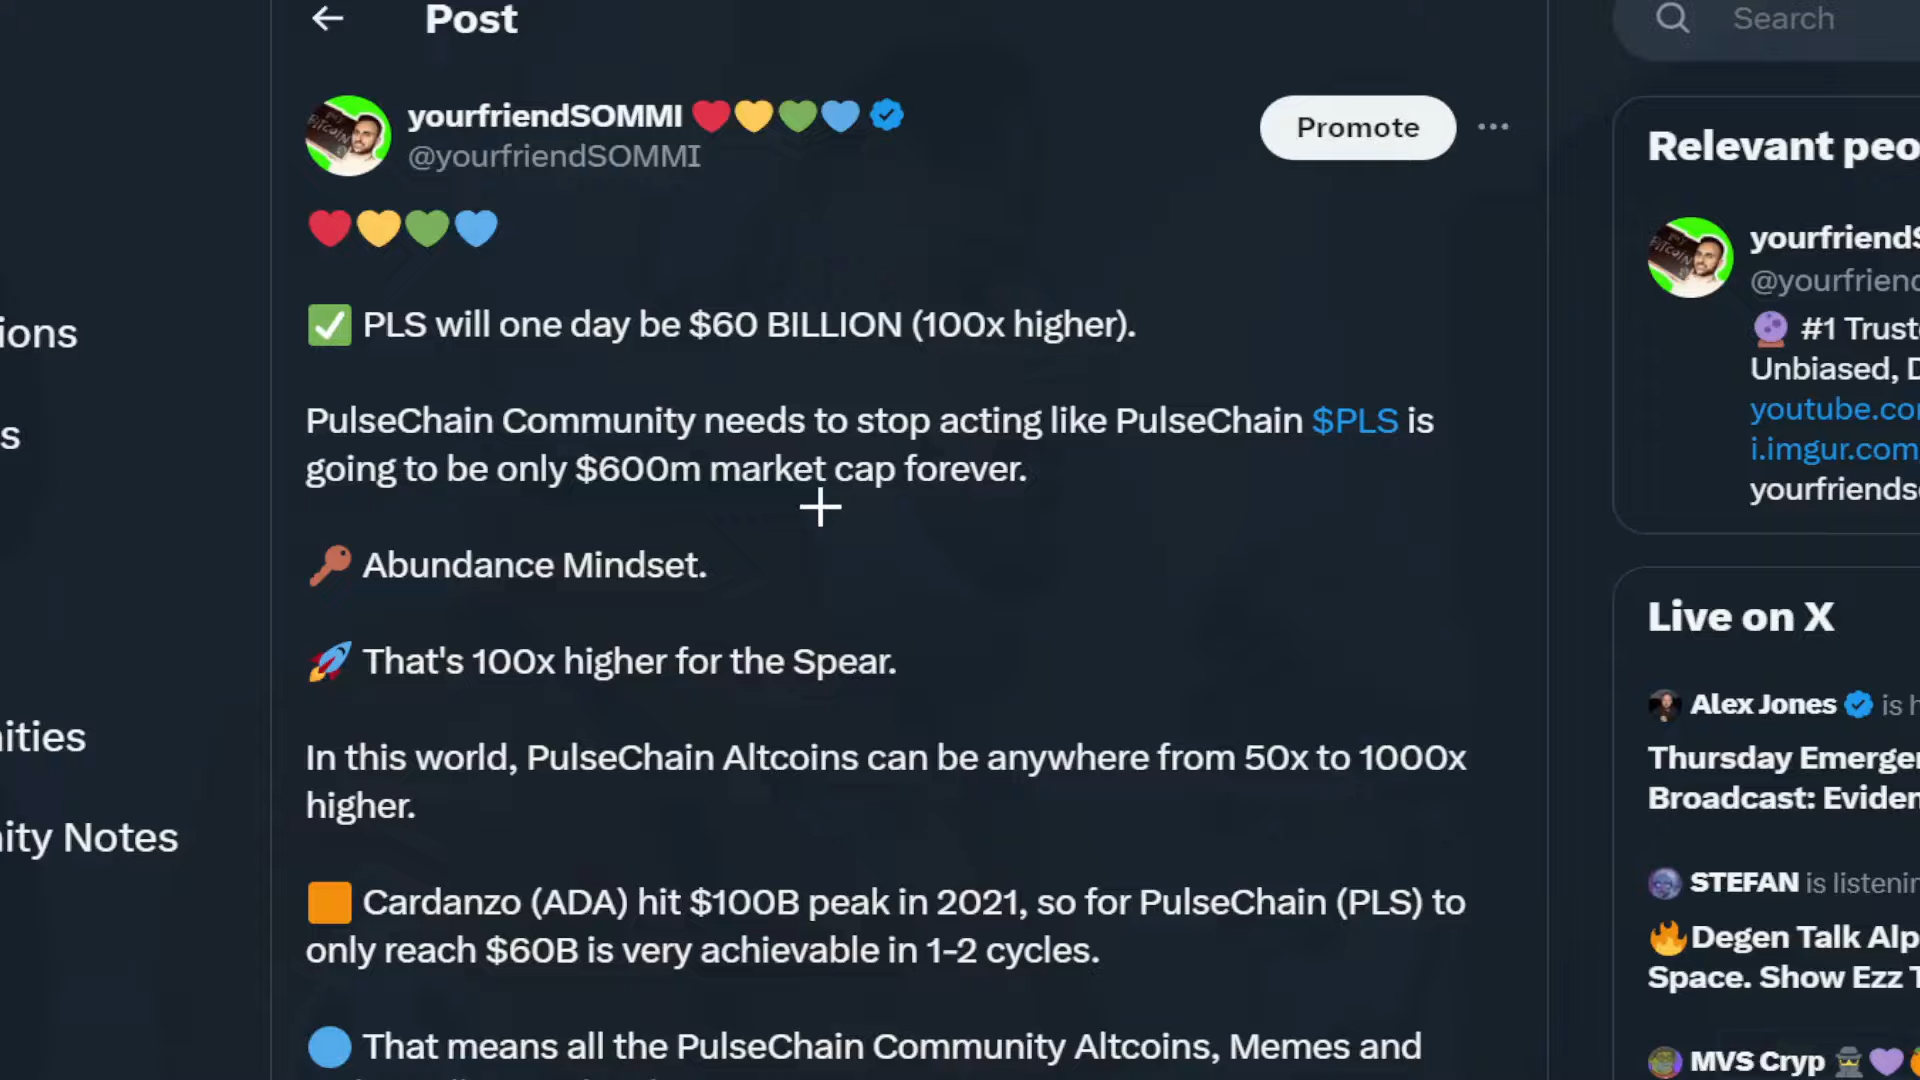 Post
Search
yourfriendSOMMI
@yourfriendSOMMI
Promote
PLS will one day be $60 BILLION (100x higher).
PulseChain Community needs to stop acting like PulseChain $PLS is
going to be only $600m market cap forever.
Abundance Mindset.
That's 100x higher for the Spear.
In this world, PulseChain Altcoins can be anywhere from 50x to 1000x
higher.
Cardanzo (ADA) hit $100B peak in 2021, so for PulseChain (PLS) to
only reach $60B is very achievable in 1-2 cycles.
That means all the PulseChain Community Altcoins, Memes and
ions
s
ities
ity Notes
Relevant peo
yourfriendS
@yourfriend
#1 Trust
Unbiased, D
youtube.co
i.imgur.com
yourfriends
Live on X
Alex Jones is h
Thursday Emerge
Broadcast: Eviden
STEFAN is listenin
Degen Talk Alp
Space. Show Ezz T
MVS Cryp